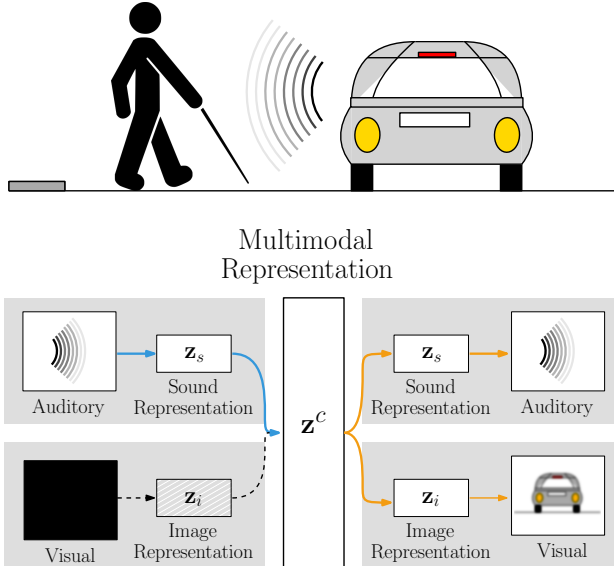 Multimodal
Representation
z_s
Sound
Representation
Auditory
z_i
Image
Representation
Visual
z^c
z_s
Sound
Representation
Auditory
z_i
Image
Representation
Visual